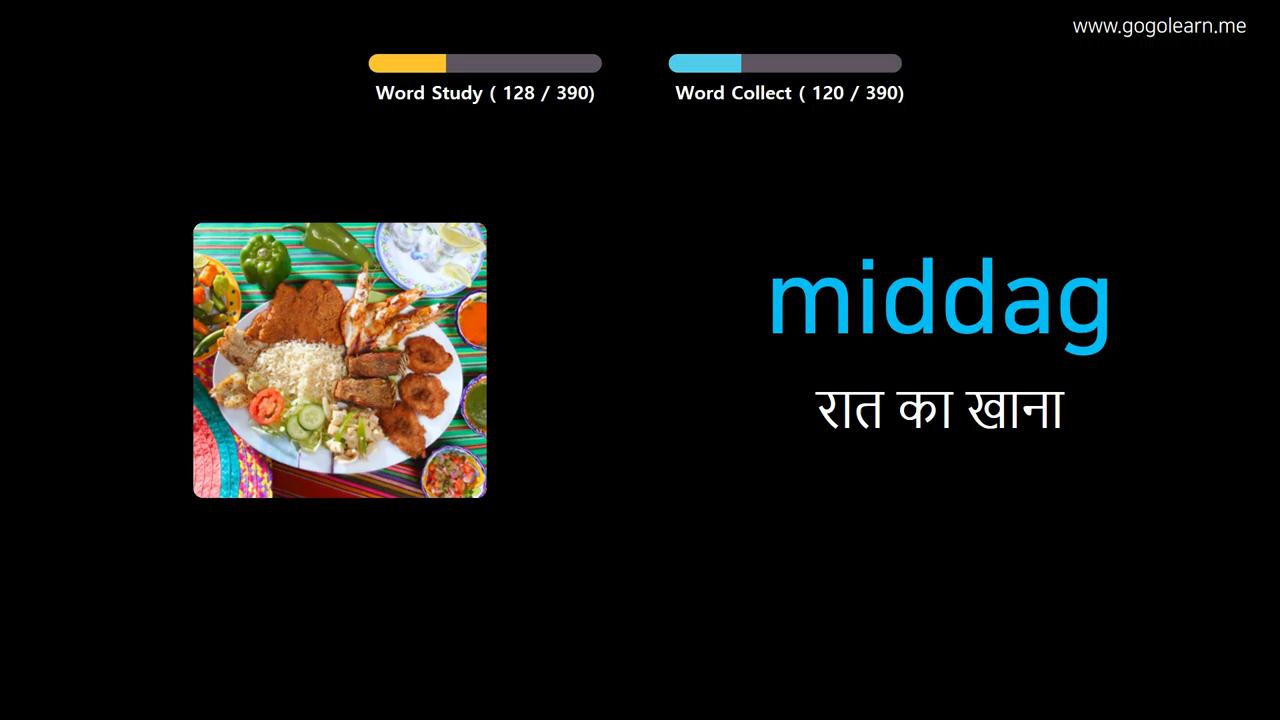 www.gogolearn.me
Word Study ( 128 / 390)
Word Collect ( 120 / 390)
middag
रात का खाना